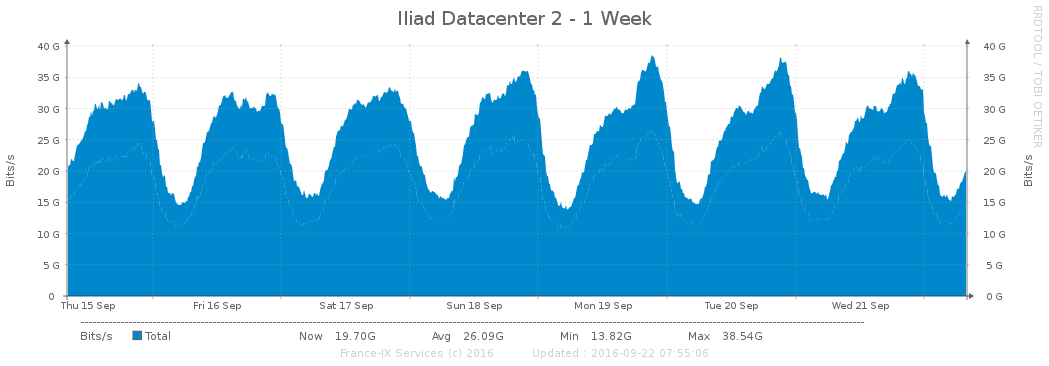 Iliad Datacenter 2 - 1 Week
RRDTOOL / TOBI OETIKER
Bits/s
40 G
35 G
30 G
25 G
20 G
15 G
10 G
5 G
0
40 G
35 G
30 G
25 G
20 G
15 G
10 G
5 G
0 G
Bits/s
Thu 15 Sep Fri 16 Sep Sat 17 Sep Sun 18 Sep Mon 19 Sep Tue 20 Sep Wed 21 Sep
Bits/s Total Now 19.70G Avg 26.09G Min 13.82G Max 38.54G
France-IX Services (c) 2016 Updated : 2016-09-22 07:55:06